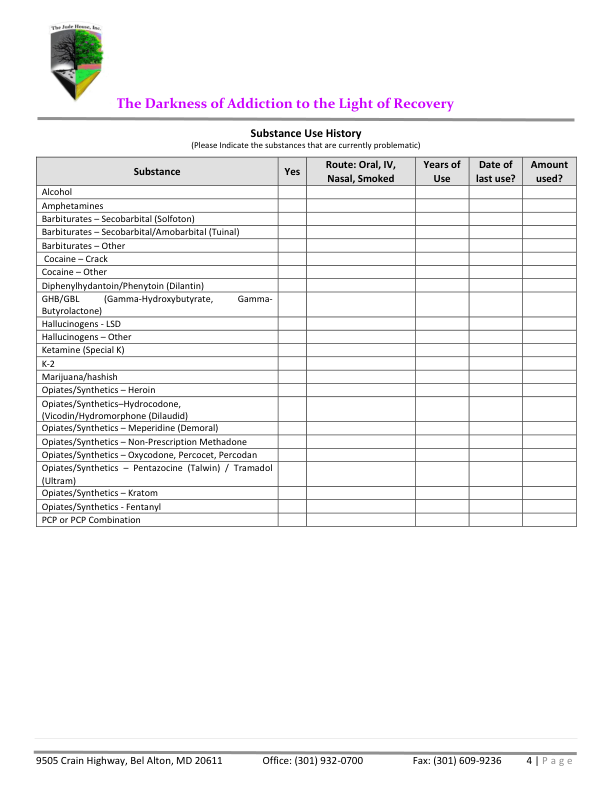 The Jude House, Inc.
The Darkness of Addiction to the Light of Recovery
Substance Use History
(Please Indicate the substances that are currently problematic)
Substance Yes Route: Oral, IV, Nasal, Smoked Years of Use Date of last use? Amount used?
Alcohol
Amphetamines
Barbiturates – Secobarbital (Solfoton)
Barbiturates – Secobarbital/Amobarbital (Tuinal)
Barbiturates – Other
Cocaine – Crack
Cocaine – Other
Diphenylhydantoin/Phenytoin (Dilantin)
GHB/GBL (Gamma-Hydroxybutyrate, Gamma-
Butyrolactone)
Hallucinogens - LSD
Hallucinogens – Other
Ketamine (Special K)
K-2
Marijuana/hashish
Opiates/Synthetics – Heroin
Opiates/Synthetics–Hydrocodone,
(Vicodin/Hydromorphone (Dilaudid)
Opiates/Synthetics – Meperidine (Demoral)
Opiates/Synthetics – Non-Prescription Methadone
Opiates/Synthetics – Oxycodone, Percocet, Percodan
Opiates/Synthetics – Pentazocine (Talwin) / Tramadol
(Ultram)
Opiates/Synthetics – Kratom
Opiates/Synthetics - Fentanyl
PCP or PCP Combination
9505 Crain Highway, Bel Alton, MD 20611 Office: (301) 932-0700 Fax: (301) 609-9236 4 | Page